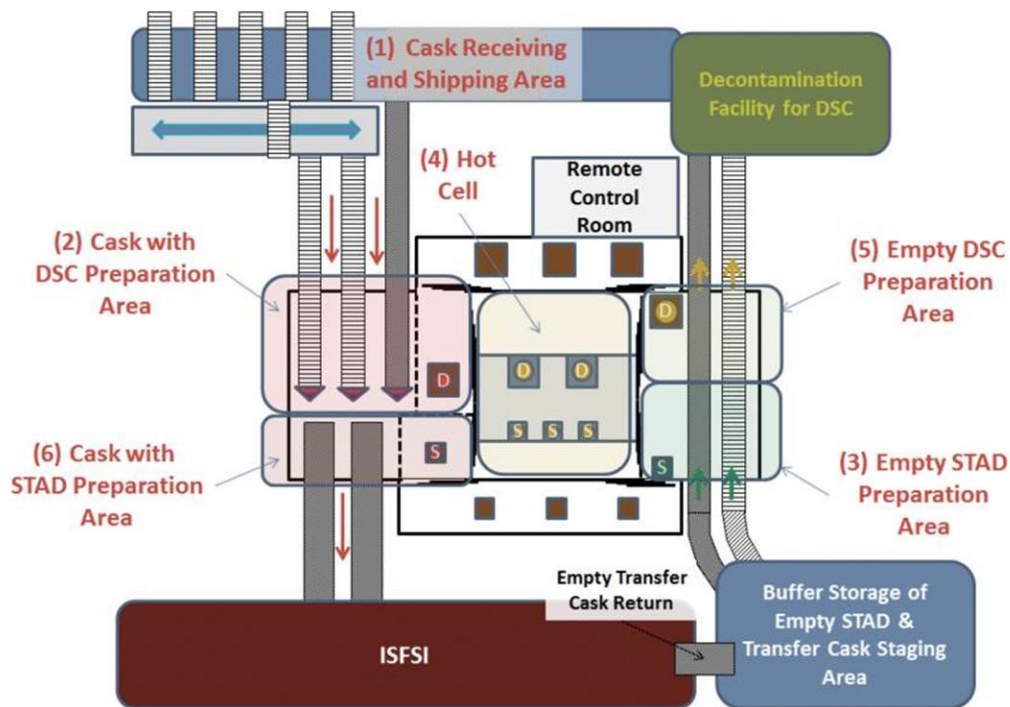 (1) Cask Receiving
and Shipping Area
Decontamination
Facility for DSC
(4) Hot
Cell
Remote
Control
Room
(2) Cask with
DSC Preparation
Area
(5) Empty DSC
Preparation
Area
D
D
D
D
S
S
S
S
S
(6) Cask with
STAD Preparation
Area
(3) Empty STAD
Preparation
Area
Empty Transfer
Cask Return
Buffer Storage of
Empty STAD &
Transfer Cask Staging
Area
ISFSI